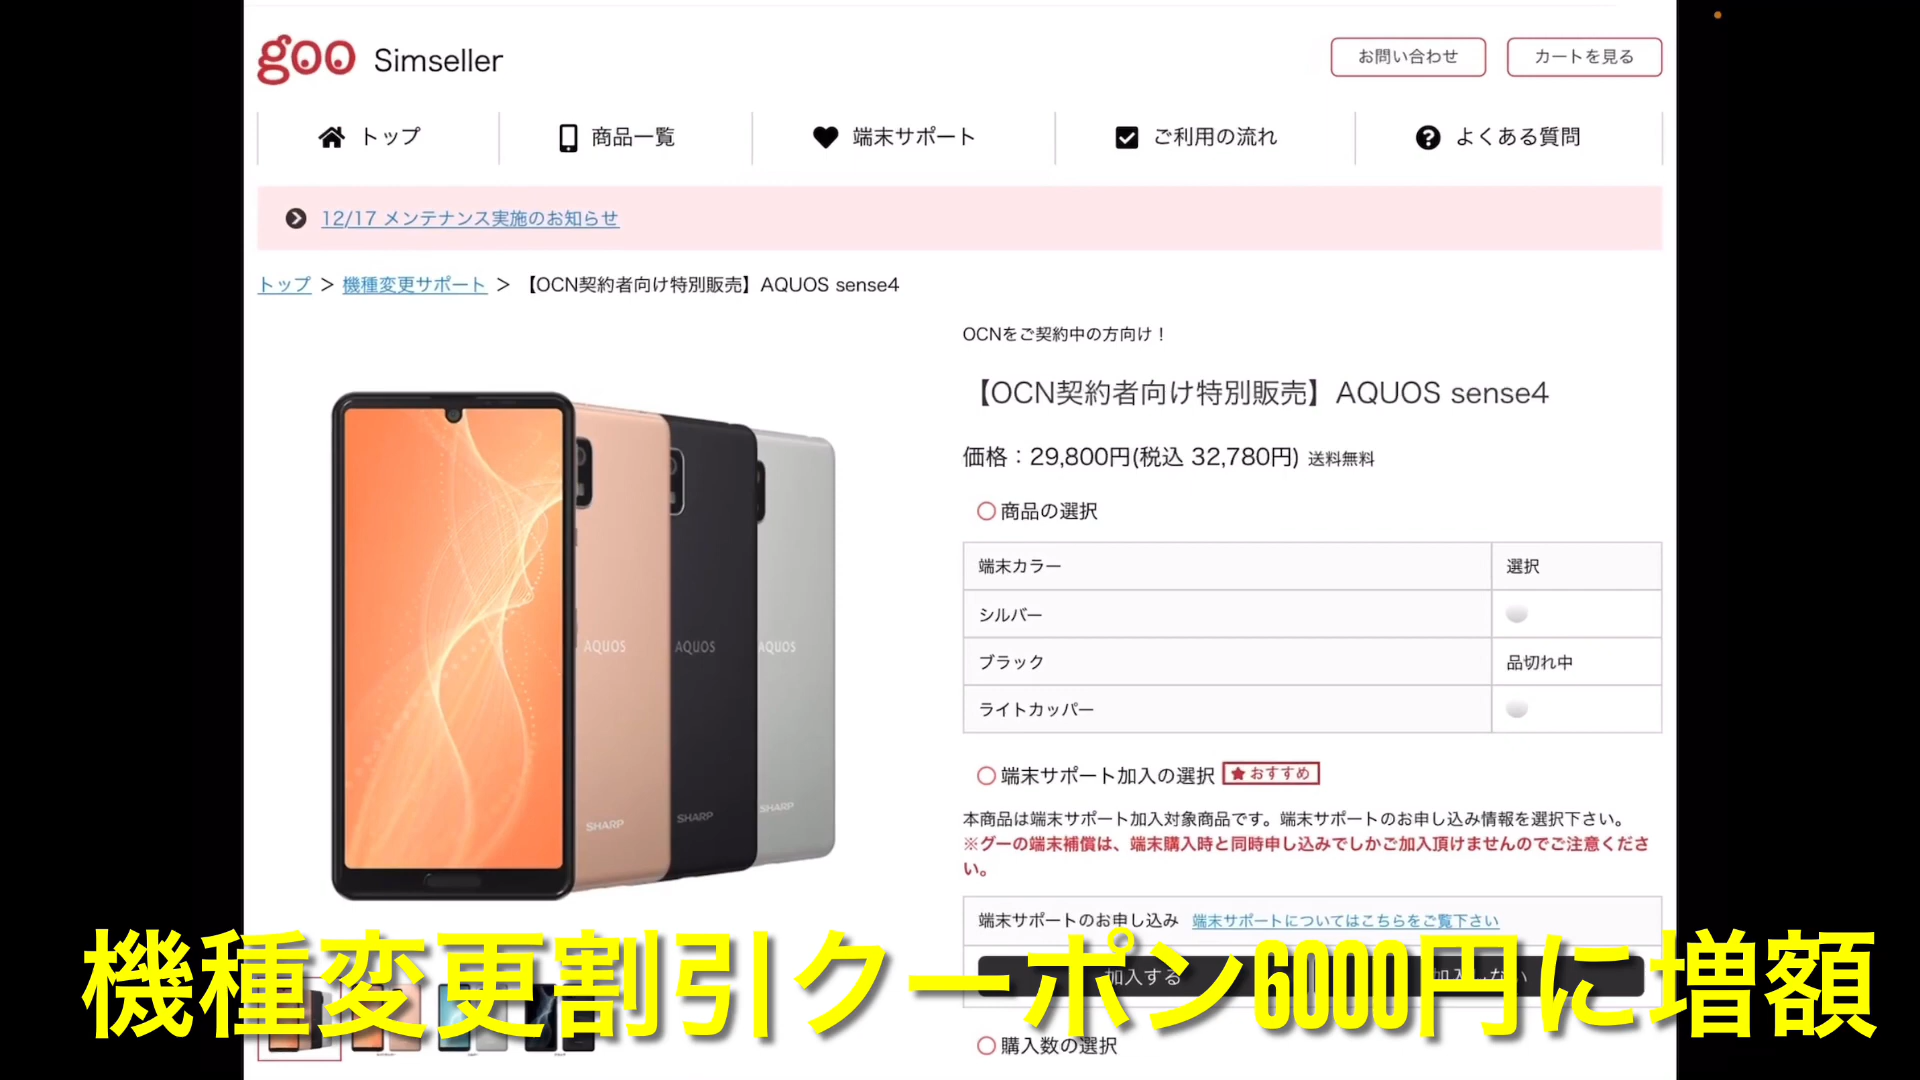 goo Simseller
お問い合わせ
カートを見る
トップ
商品一覧
端末サポート
ご利用の流れ
よくある質問
12/17 メンテナンス実施のお知らせ
トップ > 機種変更サポート > 【OCN契約者向け特別販売】AQUOS sense4
OCNをご契約中の方向け！
【OCN契約者向け特別販売】AQUOS sense4
価格：29,800円(税込 32,780円) 送料無料
商品の選択
端末カラー 選択
シルバー
ブラック 品切れ中
ライトカッパー
AQUOS
AQUOS
AQUOS
SHARP
SHARP
SHARP
端末サポート加入の選択 ★おすすめ
本商品は端末サポート加入対象商品です。端末サポートのお申し込み情報を選択下さい。
※グーの端末補償は、端末購入時と同時申し込みでしかご加入頂けませんのでご注意くださ
い。
端末サポートのお申し込み 端末サポートについてはこちらをご覧下さい
加入する
機種変更割引クーポン6000円に増額
購入数の選択